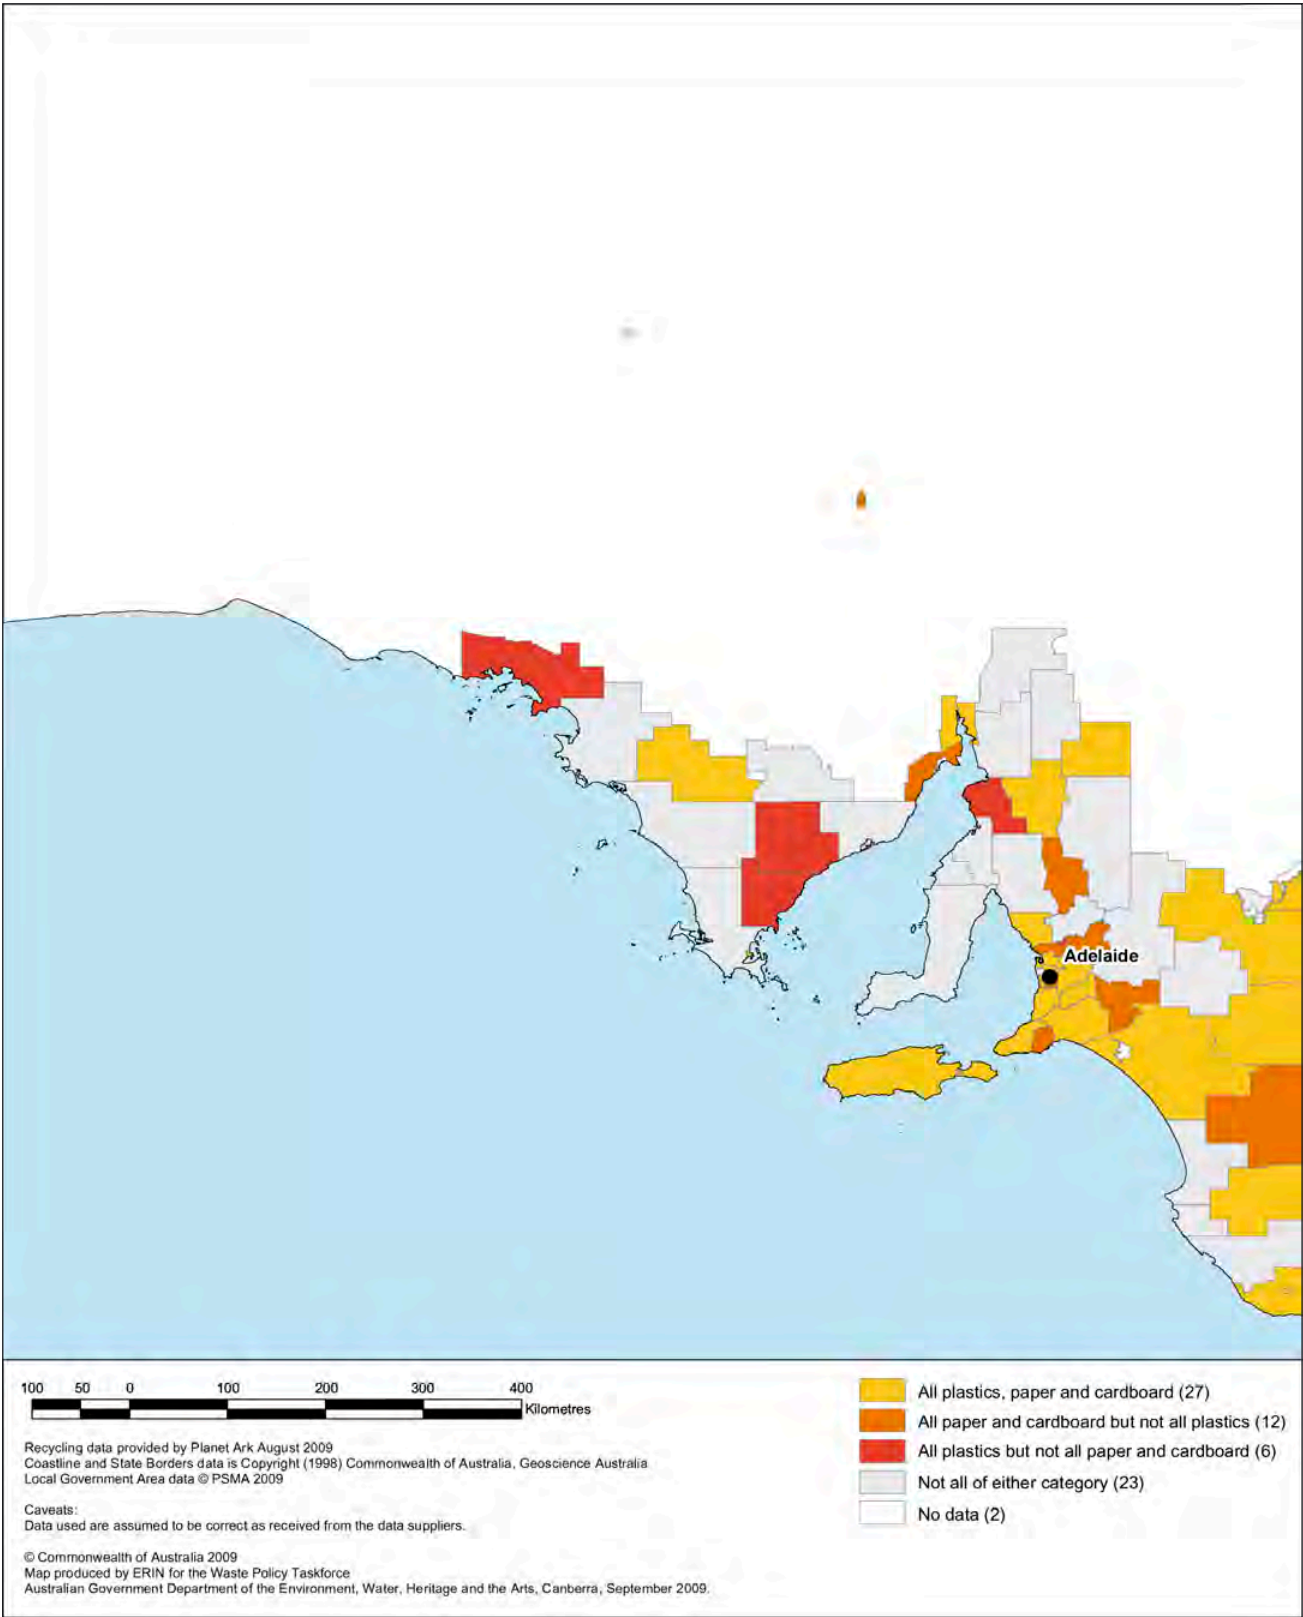 Adelaide
100 50 0 100 200 300 400
Kilometres
Recycling data provided by Planet Ark August 2009
Coastline and State Borders data is Copyright (1998) Commonwealth of Australia, Geoscience Australia
Local Government Area data © PSMA 2009
Caveats:
Data used are assumed to be correct as received from the data suppliers.
© Commonwealth of Australia 2009
Map produced by ERIN for the Waste Policy Taskforce
Australian Government Department of the Environment, Water, Heritage and the Arts, Canberra, September 2009.
All plastics, paper and cardboard (27)
All paper and cardboard but not all plastics (12)
All plastics but not all paper and cardboard (6)
Not all of either category (23)
No data (2)